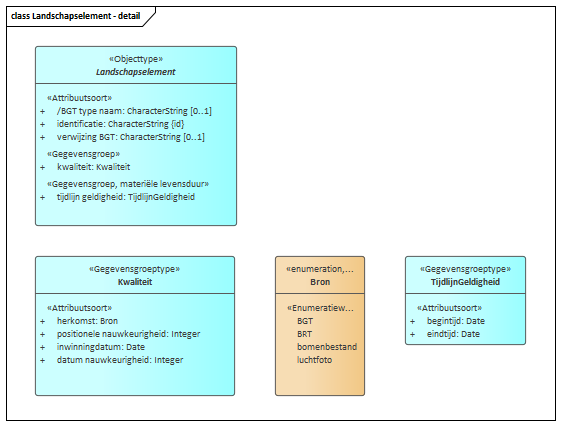 class Landschapselement - detail
«Objecttype»
Landschapselement
«Attribuutsoort»
+ /BGT type naam: CharacterString [0..1]
+ identificatie: CharacterString {id}
+ verwijzing BGT: CharacterString [0..1]
«Gegevensgroep»
+ kwaliteit: Kwaliteit
«Gegevensgroep, materiële levensduur»
+ tijdlijn geldigheid: TijdlijnGeldigheid
«Gegevensgroeptype»
Kwaliteit
«Attribuutsoort»
+ herkomst: Bron
+ positionele nauwkeurigheid: Integer
+ inwinningdatum: Date
+ datum nauwkeurigheid: Integer
«enumeration,...
Bron
«Enumeratiew...
BGT
BRT
bomenbestand
luchtfoto
«Gegevensgroeptype»
TijdlijnGeldigheid
«Attribuutsoort»
+ begintijd: Date
+ eindtijd: Date